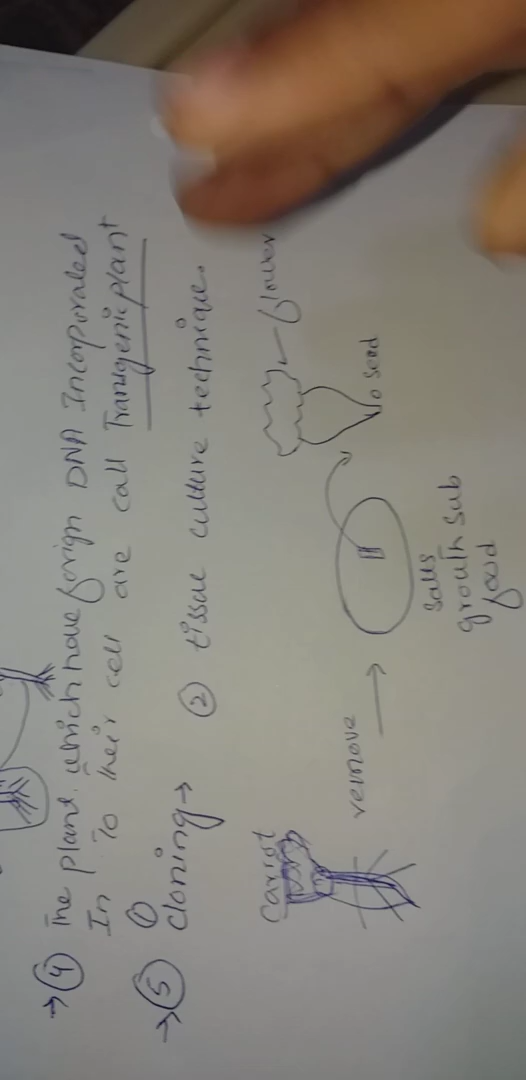 → ④ The plant which have forign DNA Incorporated
In To their cell are call Transgenic plant
①
→ ⑤ Cloning → ② tissue culture technique.
Carrot
remove →
flower
o seed
salts
grouth sub
food